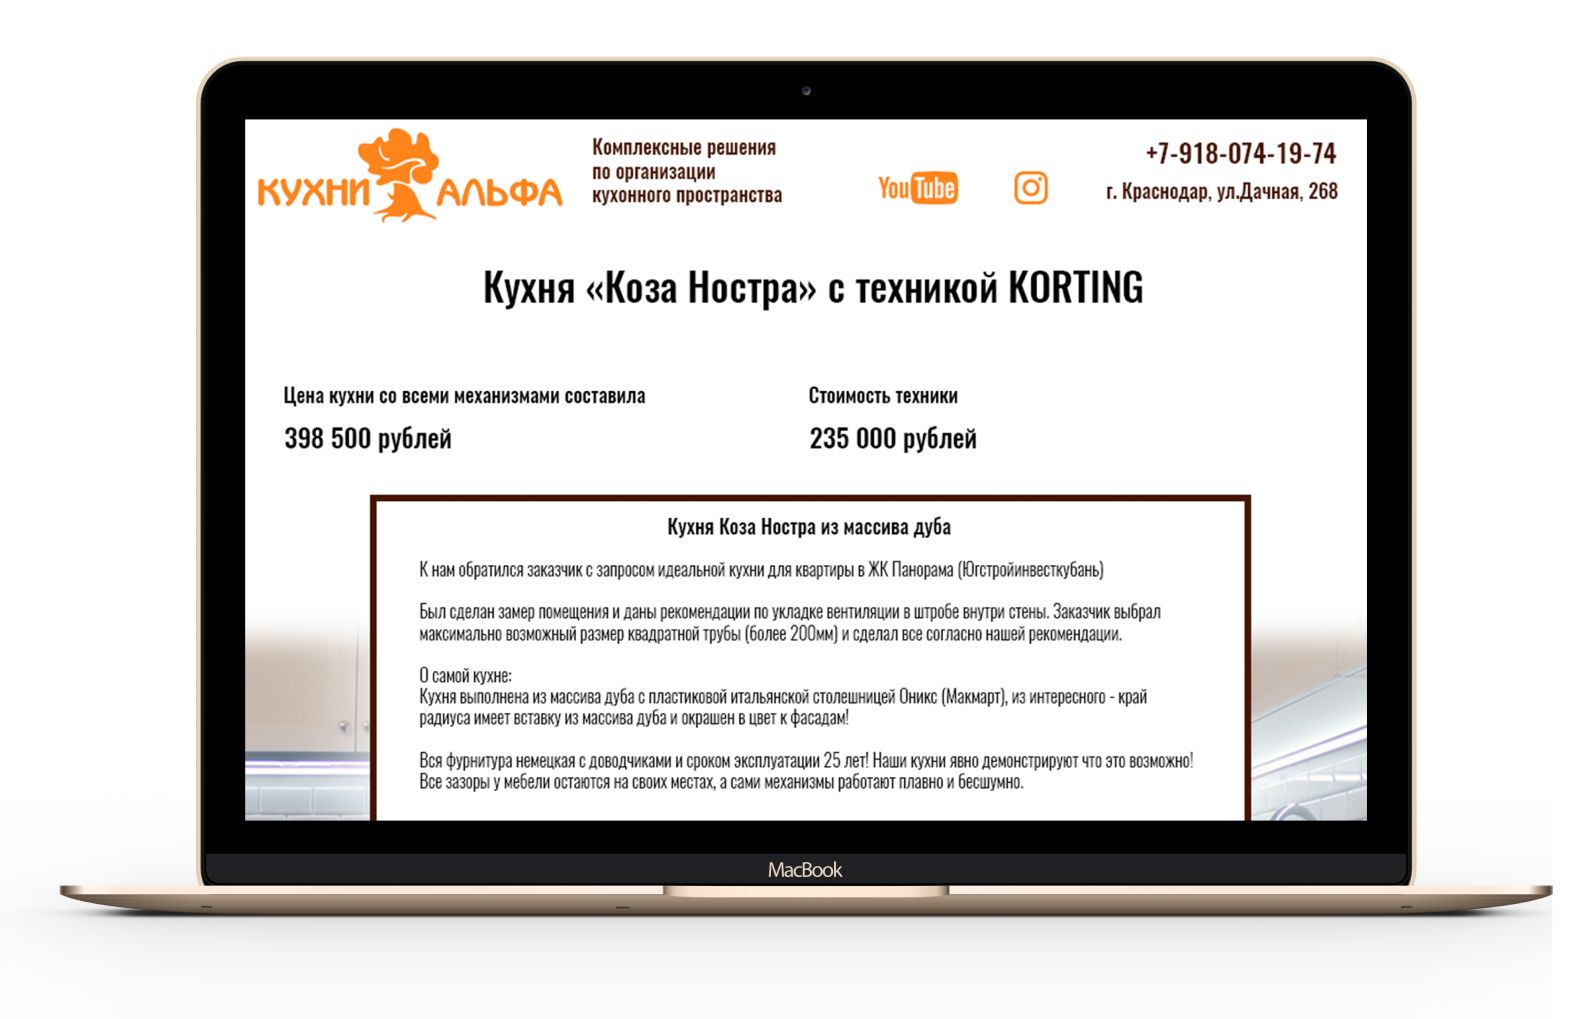 КУХНИ АЛЬФА
Комплексные решения
по организации
кухонного пространства
YouTube
+7-918-074-19-74
г. Краснодар, ул.Дачная, 268
Кухня «Коза Ностра» с техникой KORTING
Цена кухни со всеми механизмами составила
398 500 рублей
Стоимость техники
235 000 рублей
Кухня Коза Ностра из массива дуба
К нам обратился заказчик с запросом идеальной кухни для квартиры в ЖК Панорама (Югстройинвесткубань)
Был сделан замер помещения и даны рекомендации по укладке вентиляции в штробе внутри стены. Заказчик выбрал
максимально возможный размер квадратной трубы (более 200мм) и сделал все согласно нашей рекомендации.
О самой кухне:
Кухня выполнена из массива дуба с пластиковой итальянской столешницей Оникс (Макмарт), из интересного - край
радиуса имеет вставку из массива дуба и окрашен в цвет к фасадам!
Вся фурнитура немецкая с доводчиками и сроком эксплуатации 25 лет! Наши кухни явно демонстрируют что это возможно!
Все зазоры у мебели остаются на своих местах, а сами механизмы работают плавно и бесшумно.
MacBook